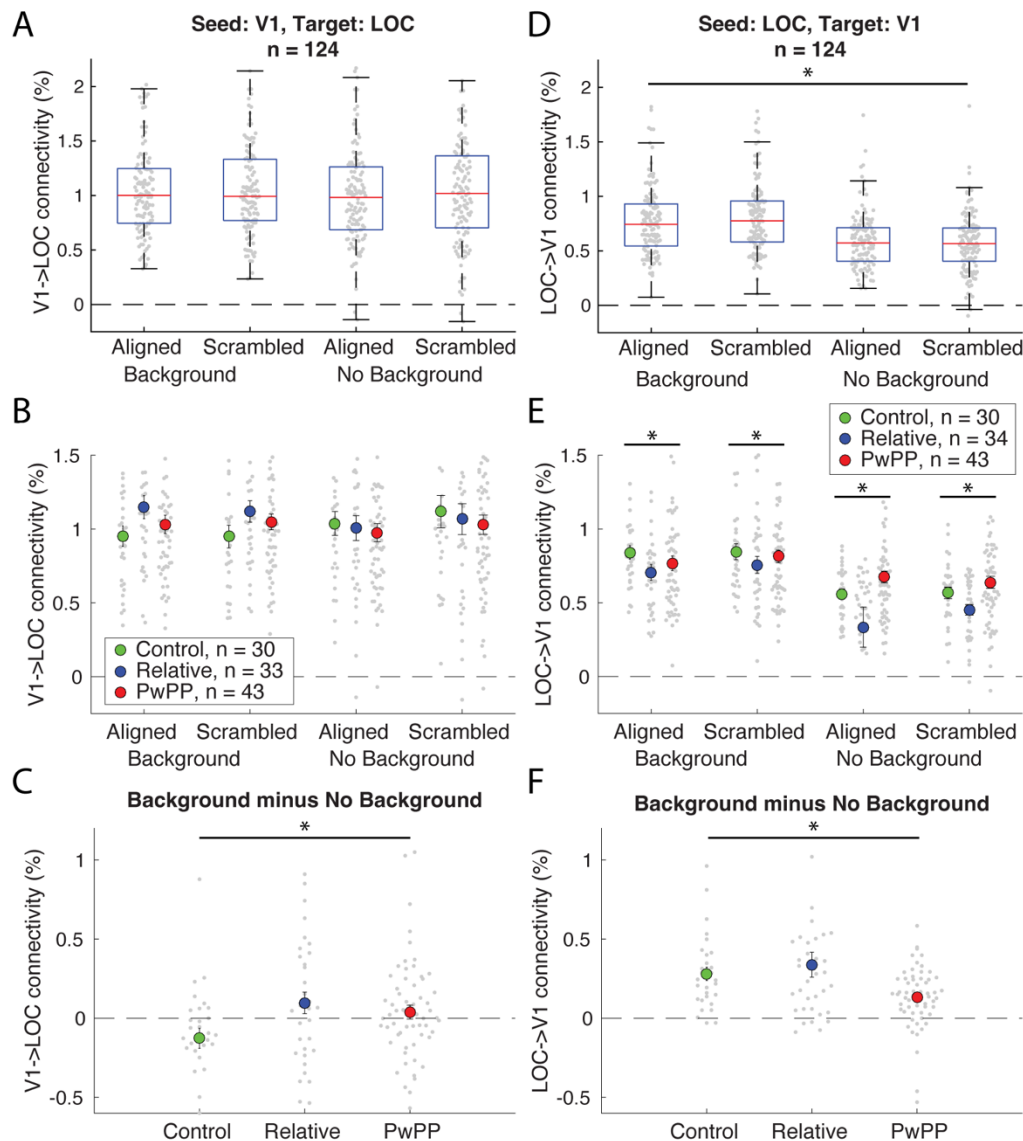 A
Seed: V1, Target: LOC
n = 124
V1->LOC connectivity (%)
2
1.5
1
0.5
0
Aligned Scrambled Aligned Scrambled
Background No Background
D
Seed: LOC, Target: V1
n = 124
*
LOC->V1 connectivity (%)
2
1.5
1
0.5
0
Aligned Scrambled Aligned Scrambled
Background No Background
B
V1->LOC connectivity (%)
1.5
1
0.5
0
Control, n = 30
Relative, n = 33
PwPP, n = 43
Aligned Scrambled Aligned Scrambled
Background No Background
E
Control, n = 30
Relative, n = 34
PwPP, n = 43
* * * *
LOC->V1 connectivity (%)
1.5
1
0.5
0
Aligned Scrambled Aligned Scrambled
Background No Background
C
Background minus No Background
*
V1->LOC connectivity (%)
1
0.5
0
-0.5
Control Relative PwPP
F
Background minus No Background
*
LOC->V1 connectivity (%)
1
0.5
0
-0.5
Control Relative PwPP